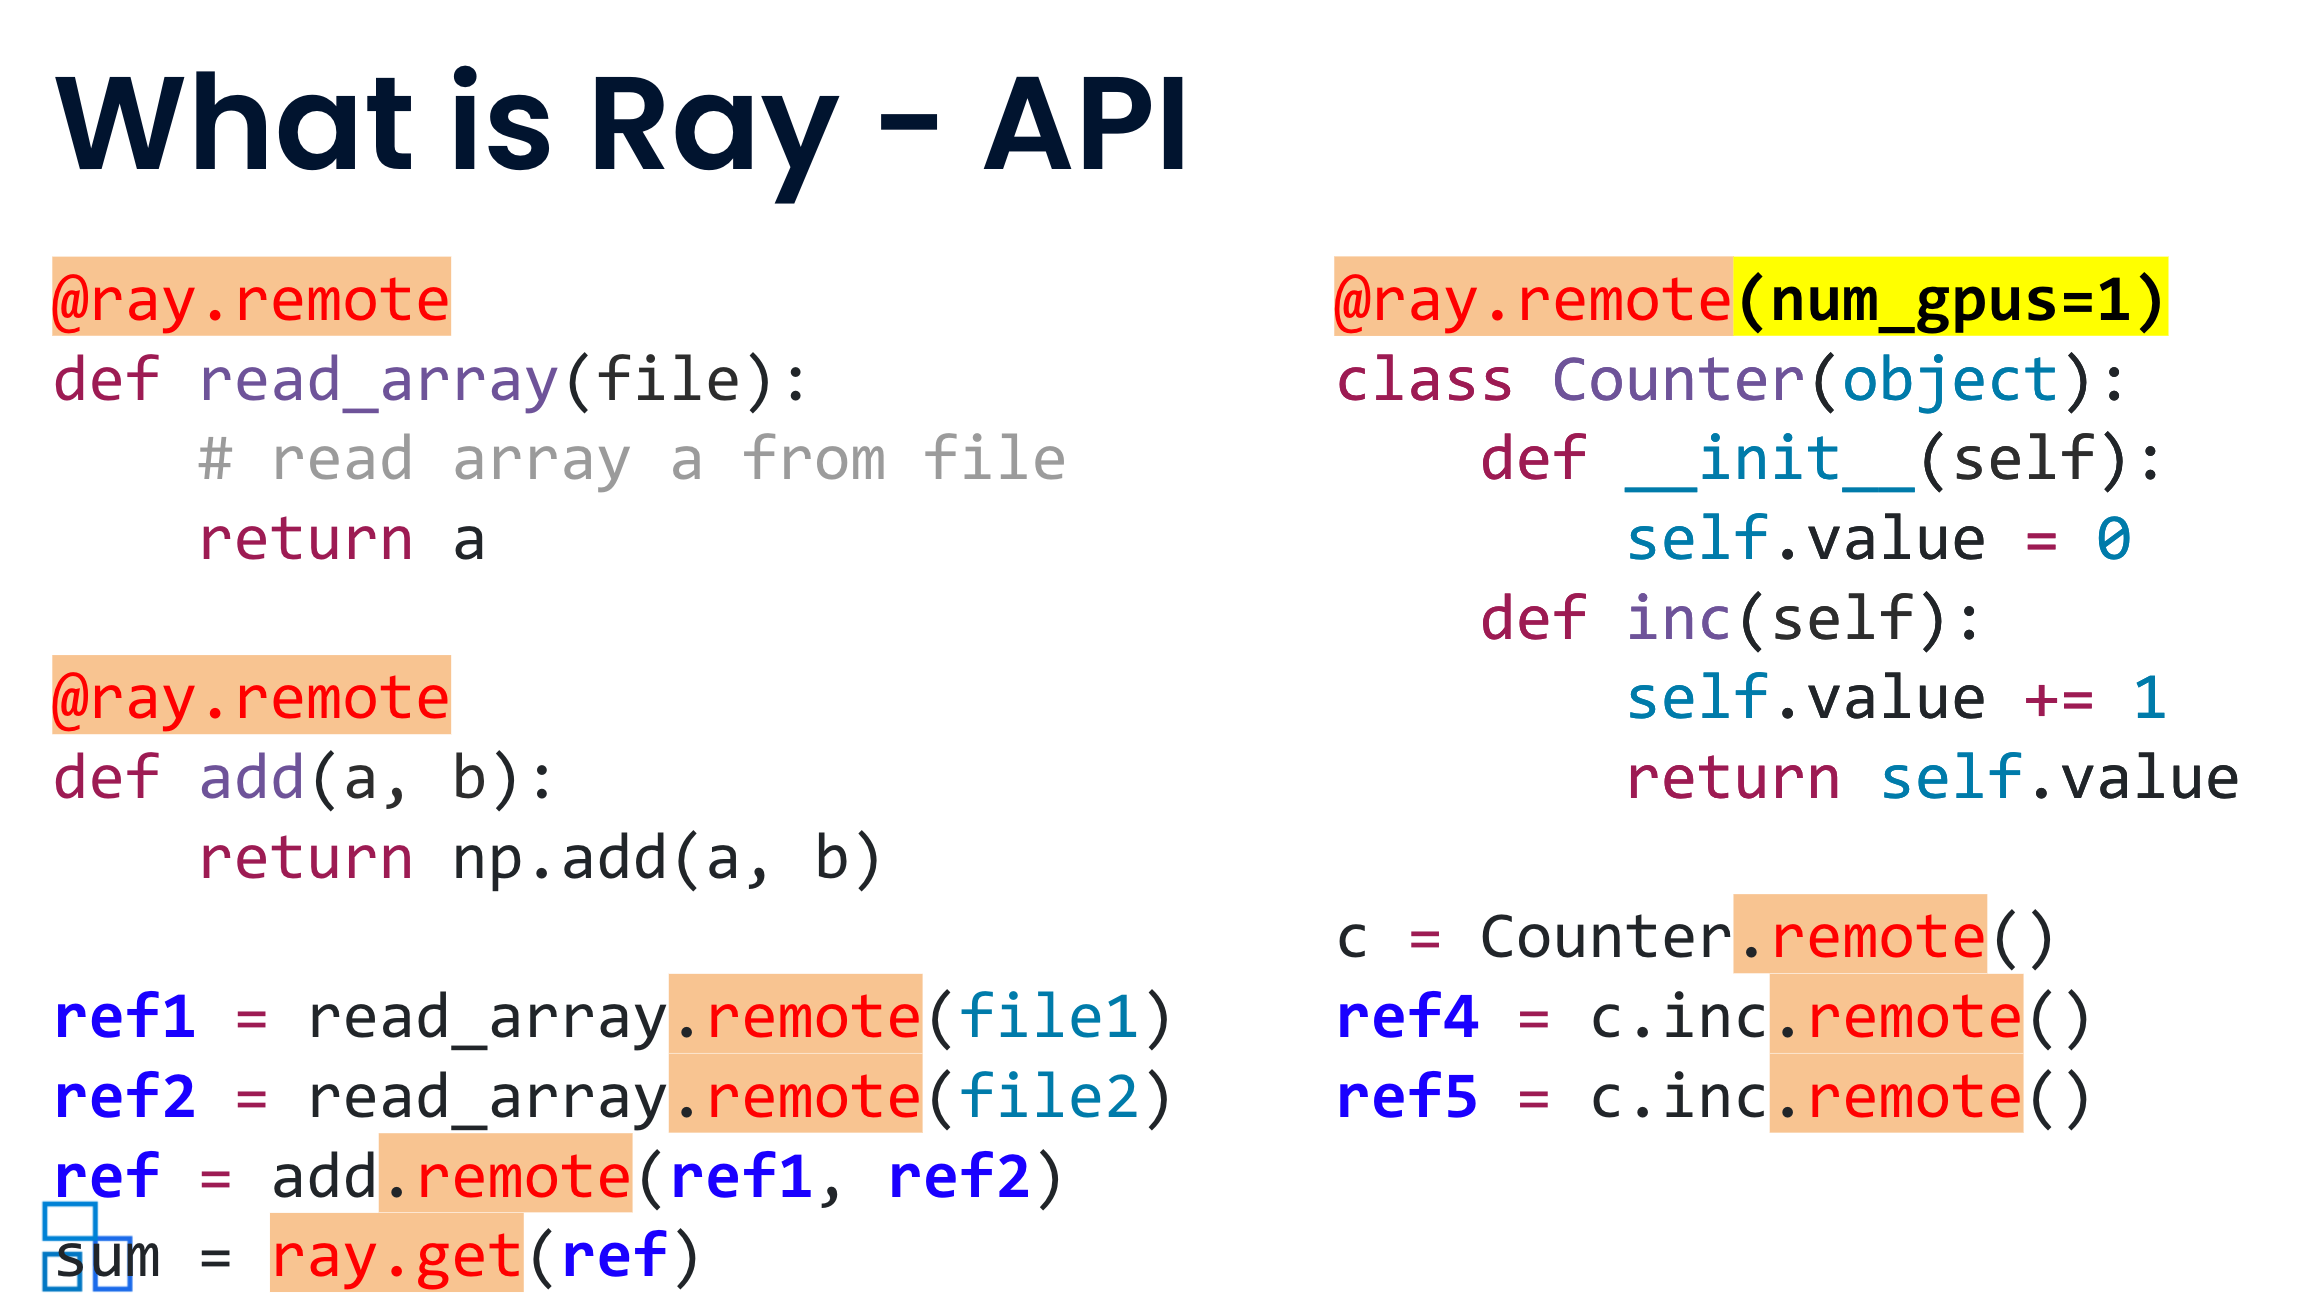 What is Ray - API
@ray.remote
def read_array(file):
    # read array a from file
    return a
@ray.remote
def add(a, b):
    return np.add(a, b)
ref1 = read_array.remote(file1)
ref2 = read_array.remote(file2)
ref = add.remote(ref1, ref2)
sum = ray.get(ref)
@ray.remote(num_gpus=1)
class Counter(object):
    def __init__(self):
        self.value = 0
    def inc(self):
        self.value += 1
        return self.value
c = Counter.remote()
ref4 = c.inc.remote()
ref5 = c.inc.remote()